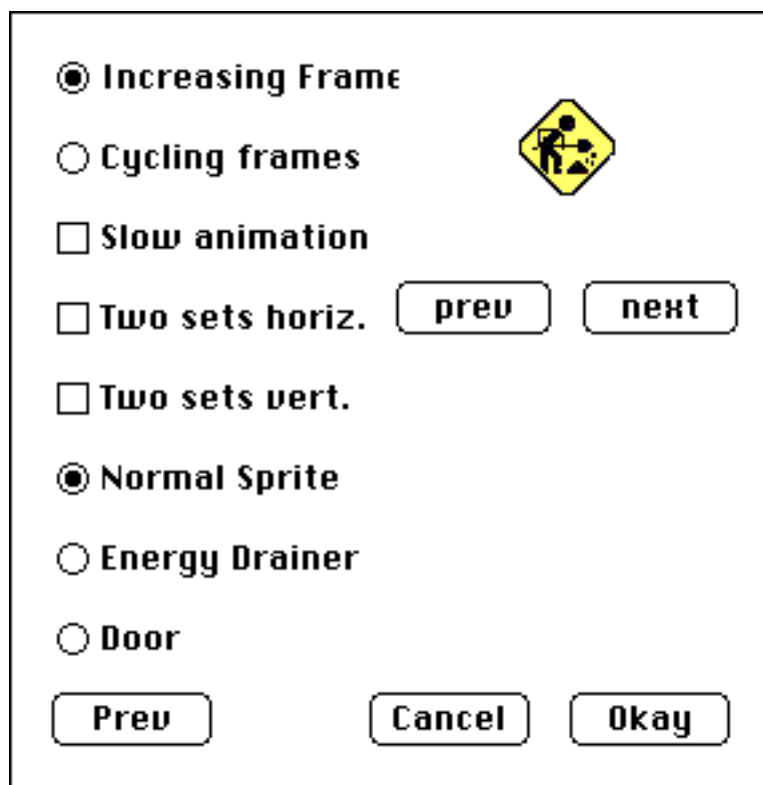 Increasing Frame
Cycling frames
Slow animation
Two sets horiz.
prev next
Two sets vert.
Normal Sprite
Energy Drainer
Door
Prev Cancel Okay